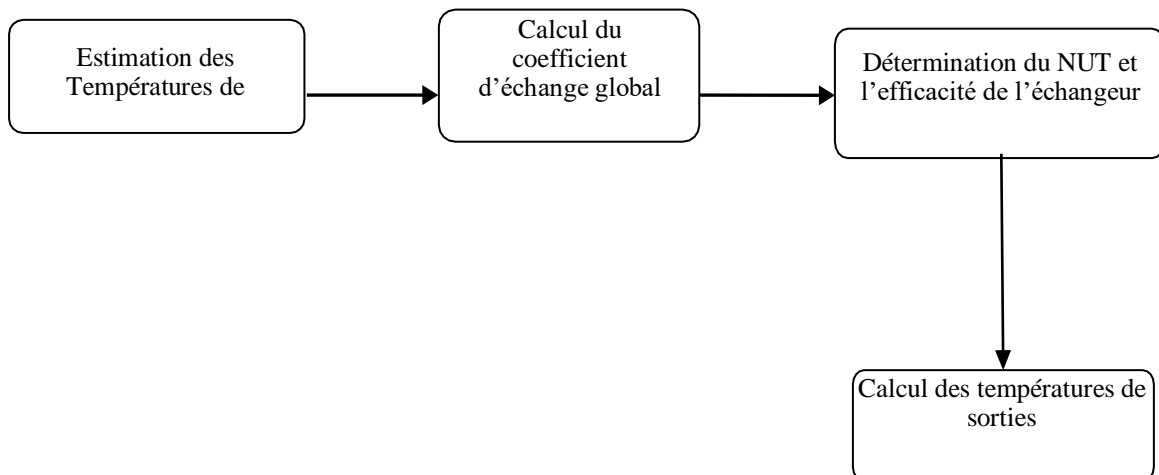 Estimation des
Températures de
Calcul du
coefficient
d’échange global
Détermination du NUT et
l’efficacité de l’échangeur
Calcul des températures de
sorties